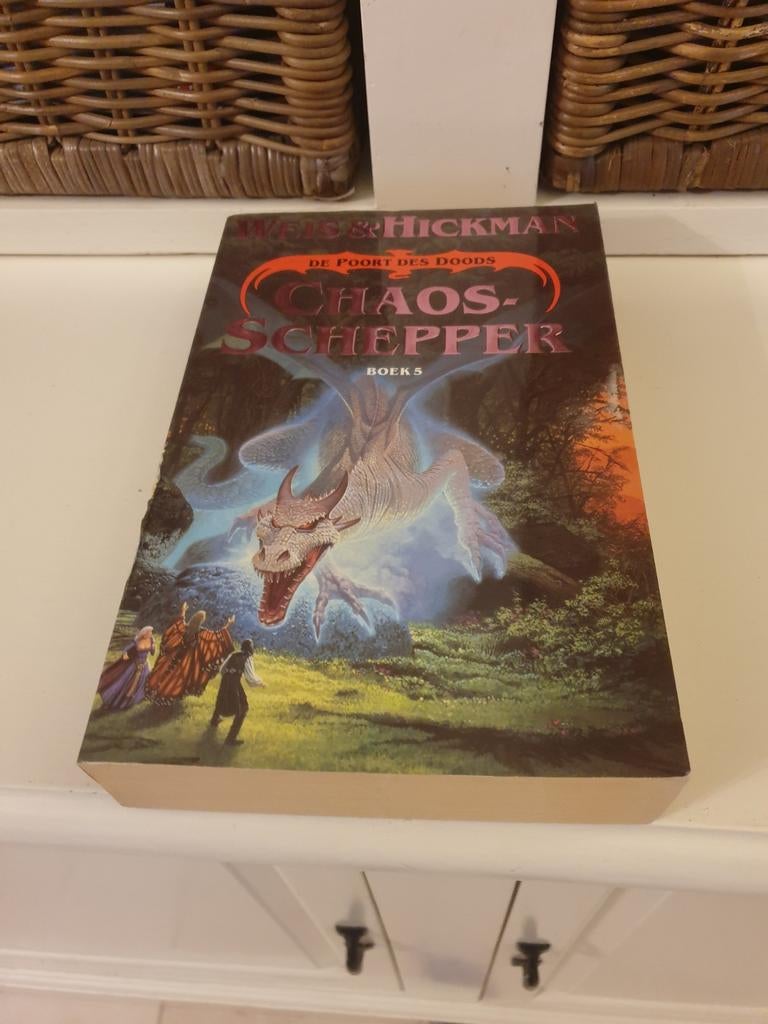 WEIS & HICKMAN
DE POORT DES DOODS
CHAOS-
SCHEPPER
BOEK 5